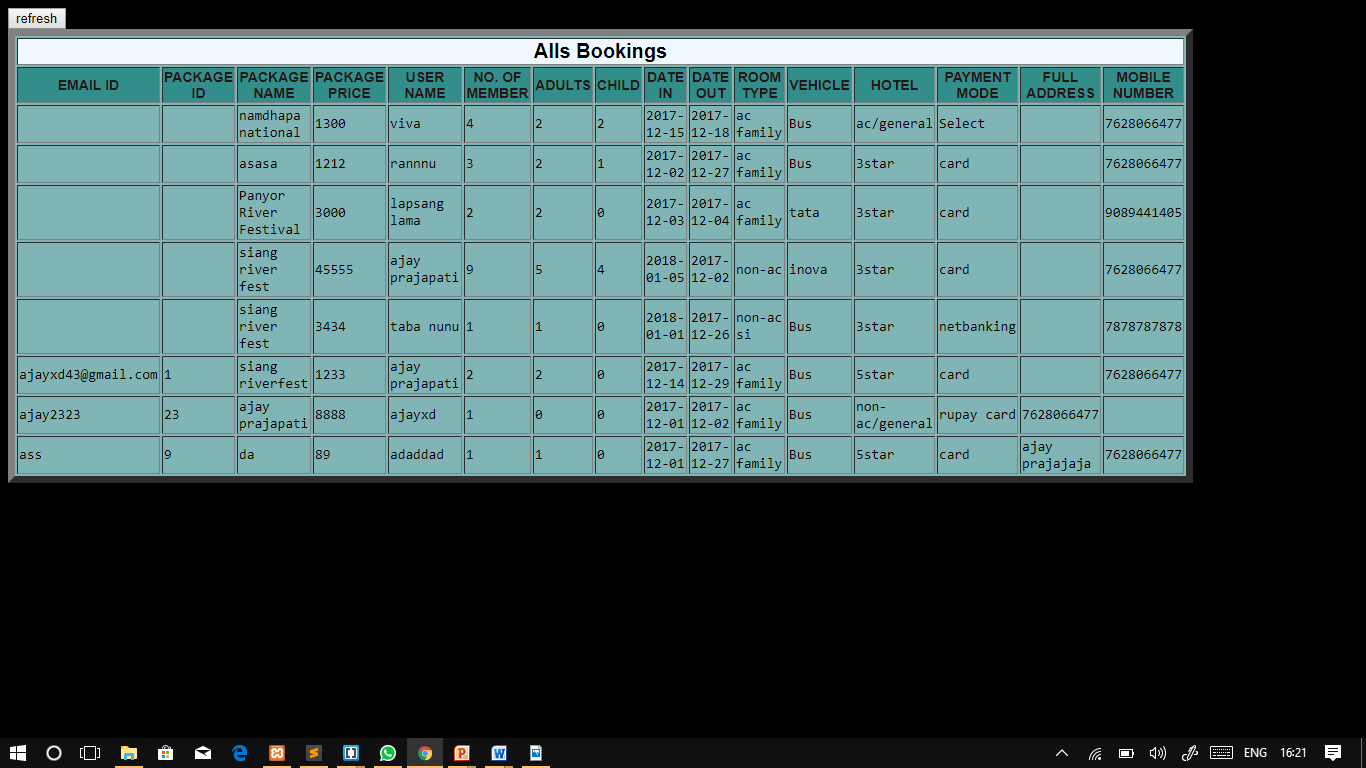 refresh
Alls Bookings
EMAIL ID PACKAGE ID PACKAGE NAME PACKAGE PRICE USER NAME NO. OF MEMBER ADULTS CHILD DATE IN DATE OUT ROOM TYPE VEHICLE HOTEL PAYMENT MODE FULL ADDRESS MOBILE NUMBER
namdhapa national 1300 viva 4 2 2 2017-12-15 2017-12-18 ac family Bus ac/general Select 7628066477
asasa 1212 rannnu 3 2 1 2017-12-02 2017-12-27 ac family Bus 3star card 7628066477
Panyor River Festival 3000 lapsang lama 2 2 0 2017-12-03 2017-12-04 ac family tata 3star card 9089441405
siang river fest 45555 ajay prajapati 9 5 4 2018-01-05 2017-12-02 non-ac inova 3star card 7628066477
siang river fest 3434 taba nunu 1 1 0 2018-01-01 2017-12-26 non-ac si Bus 3star netbanking 7878787878
ajayxd43@gmail.com 1 siang riverfest 1233 ajay prajapati 2 2 0 2017-12-14 2017-12-29 ac family Bus 5star card 7628066477
ajay2323 23 ajay prajapati 8888 ajayxd 1 0 0 2017-12-01 2017-12-02 ac family Bus non-ac/general rupay card 7628066477
ass 9 da 89 adaddad 1 1 0 2017-12-01 2017-12-27 ac family Bus 5star card ajay prajajaja 7628066477
ENG 16:21